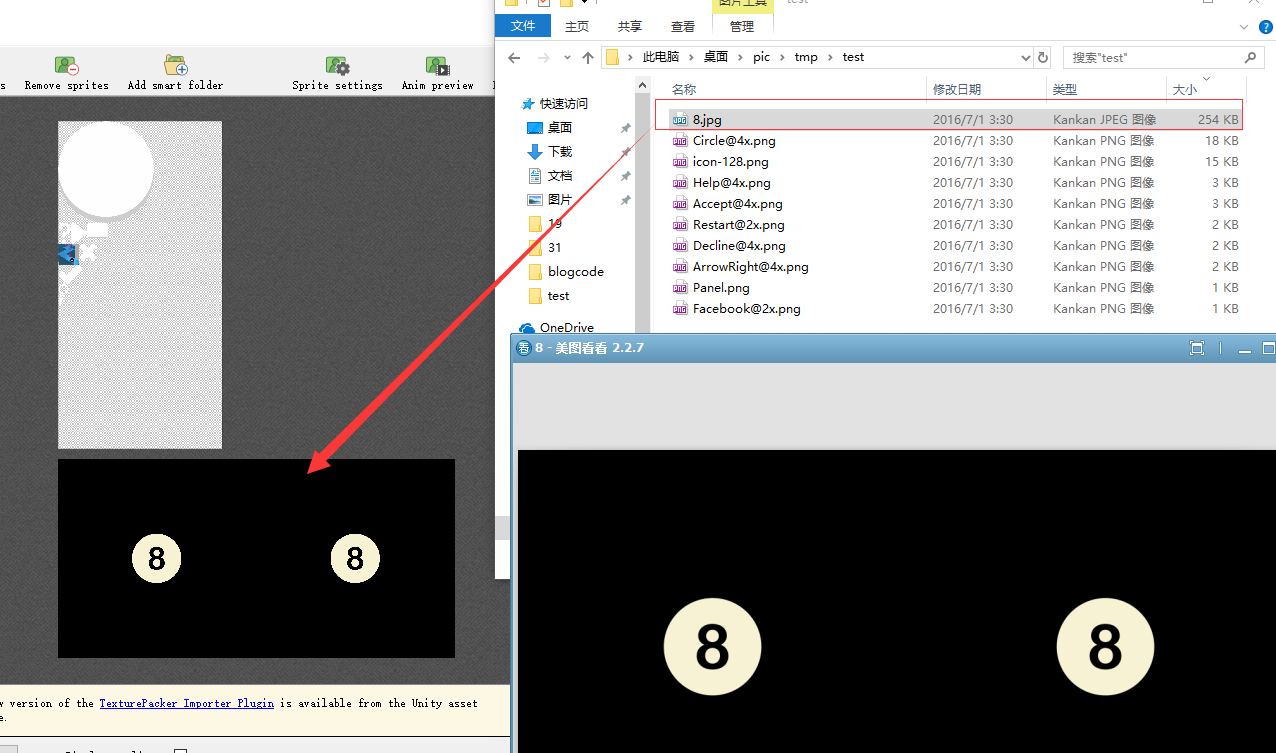 图片工具
test
文件 主页 共享 查看 管理
此电脑 桌面 pic tmp test 搜索"test"
s Remove sprites Add smart folder Sprite settings Anim preview
名称 修改日期 类型 大小
8.jpg 2016/7/1 3:30 Kankan JPEG 图像 254 KB
Circle@4x.png 2016/7/1 3:30 Kankan PNG 图像 18 KB
icon-128.png 2016/7/1 3:30 Kankan PNG 图像 15 KB
Help@4x.png 2016/7/1 3:30 Kankan PNG 图像 3 KB
Accept@4x.png 2016/7/1 3:30 Kankan PNG 图像 3 KB
Restart@2x.png 2016/7/1 3:30 Kankan PNG 图像 2 KB
Decline@4x.png 2016/7/1 3:30 Kankan PNG 图像 2 KB
ArrowRight@4x.png 2016/7/1 3:30 Kankan PNG 图像 2 KB
Panel.png 2016/7/1 3:30 Kankan PNG 图像 1 KB
Facebook@2x.png 2016/7/1 3:30 Kankan PNG 图像 1 KB
快速访问
桌面
下载
文档
图片
19
31
blogcode
test
OneDrive
看 8 - 美图看看 2.2.7
8 8
8 8
w version of the TexturePacker Importer Plugin is available from the Unity asset
e.